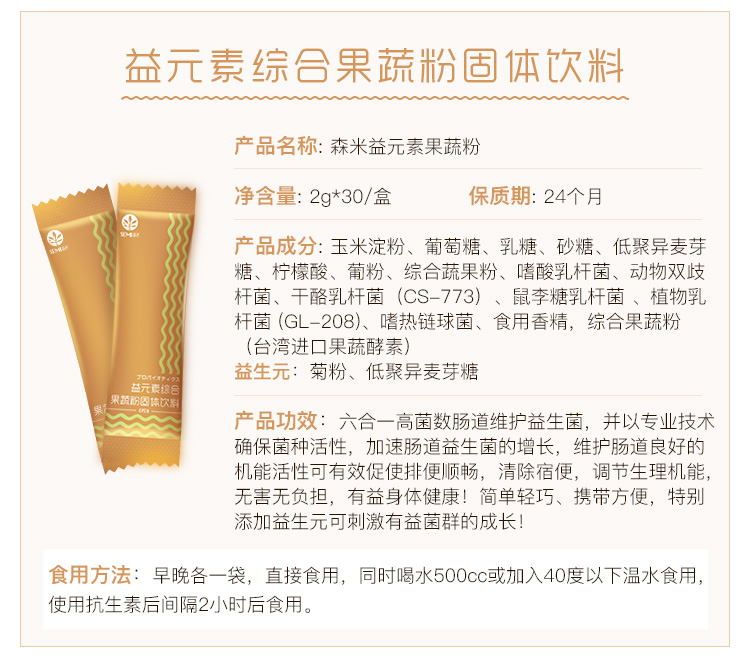 益元素综合果蔬粉固体饮料
产品名称: 森米益元素果蔬粉
净含量: 2g*30/盒 保质期: 24个月
产品成分: 玉米淀粉、葡萄糖、乳糖、砂糖、低聚异麦芽
糖、柠檬酸、葡粉、综合蔬果粉、嗜酸乳杆菌、动物双歧
杆菌、干酪乳杆菌（CS-773）、鼠李糖乳杆菌 、植物乳
杆菌 (GL-208)、嗜热链球菌、食用香精，综合果蔬粉
（台湾进口果蔬酵素）
益生元：菊粉、低聚异麦芽糖
产品功效：六合一高菌数肠道维护益生菌，并以专业技术
确保菌种活性，加速肠道益生菌的增长，维护肠道良好的
机能活性可有效促使排便顺畅，清除宿便，调节生理机能，
无害无负担，有益身体健康！简单轻巧、携带方便，特别
添加益生元可刺激有益菌群的成长！
SEMI
SEMI
プロバイオティクス
益元素综合
果蔬粉固体饮料
OPEN
食用方法：早晚各一袋，直接食用，同时喝水500cc或加入40度以下温水食用，
使用抗生素后间隔2小时后食用。